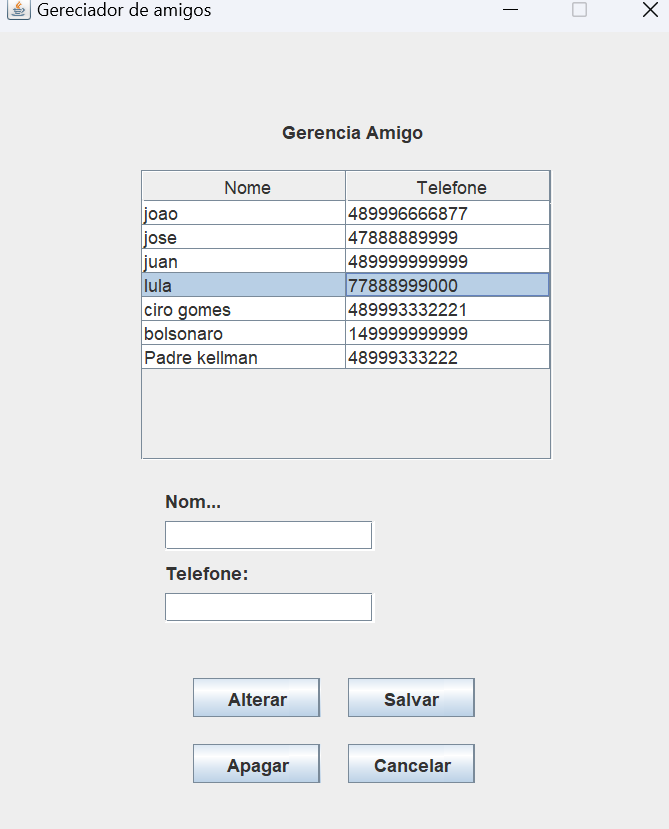 Gereciador de amigos
Gerencia Amigo
Nome Telefone
joao 489996666877
jose 47888889999
juan 489999999999
lula 77888999000
ciro gomes 489993332221
bolsonaro 149999999999
Padre kellman 48999333222
Nom...
Telefone:
Alterar Salvar
Apagar Cancelar